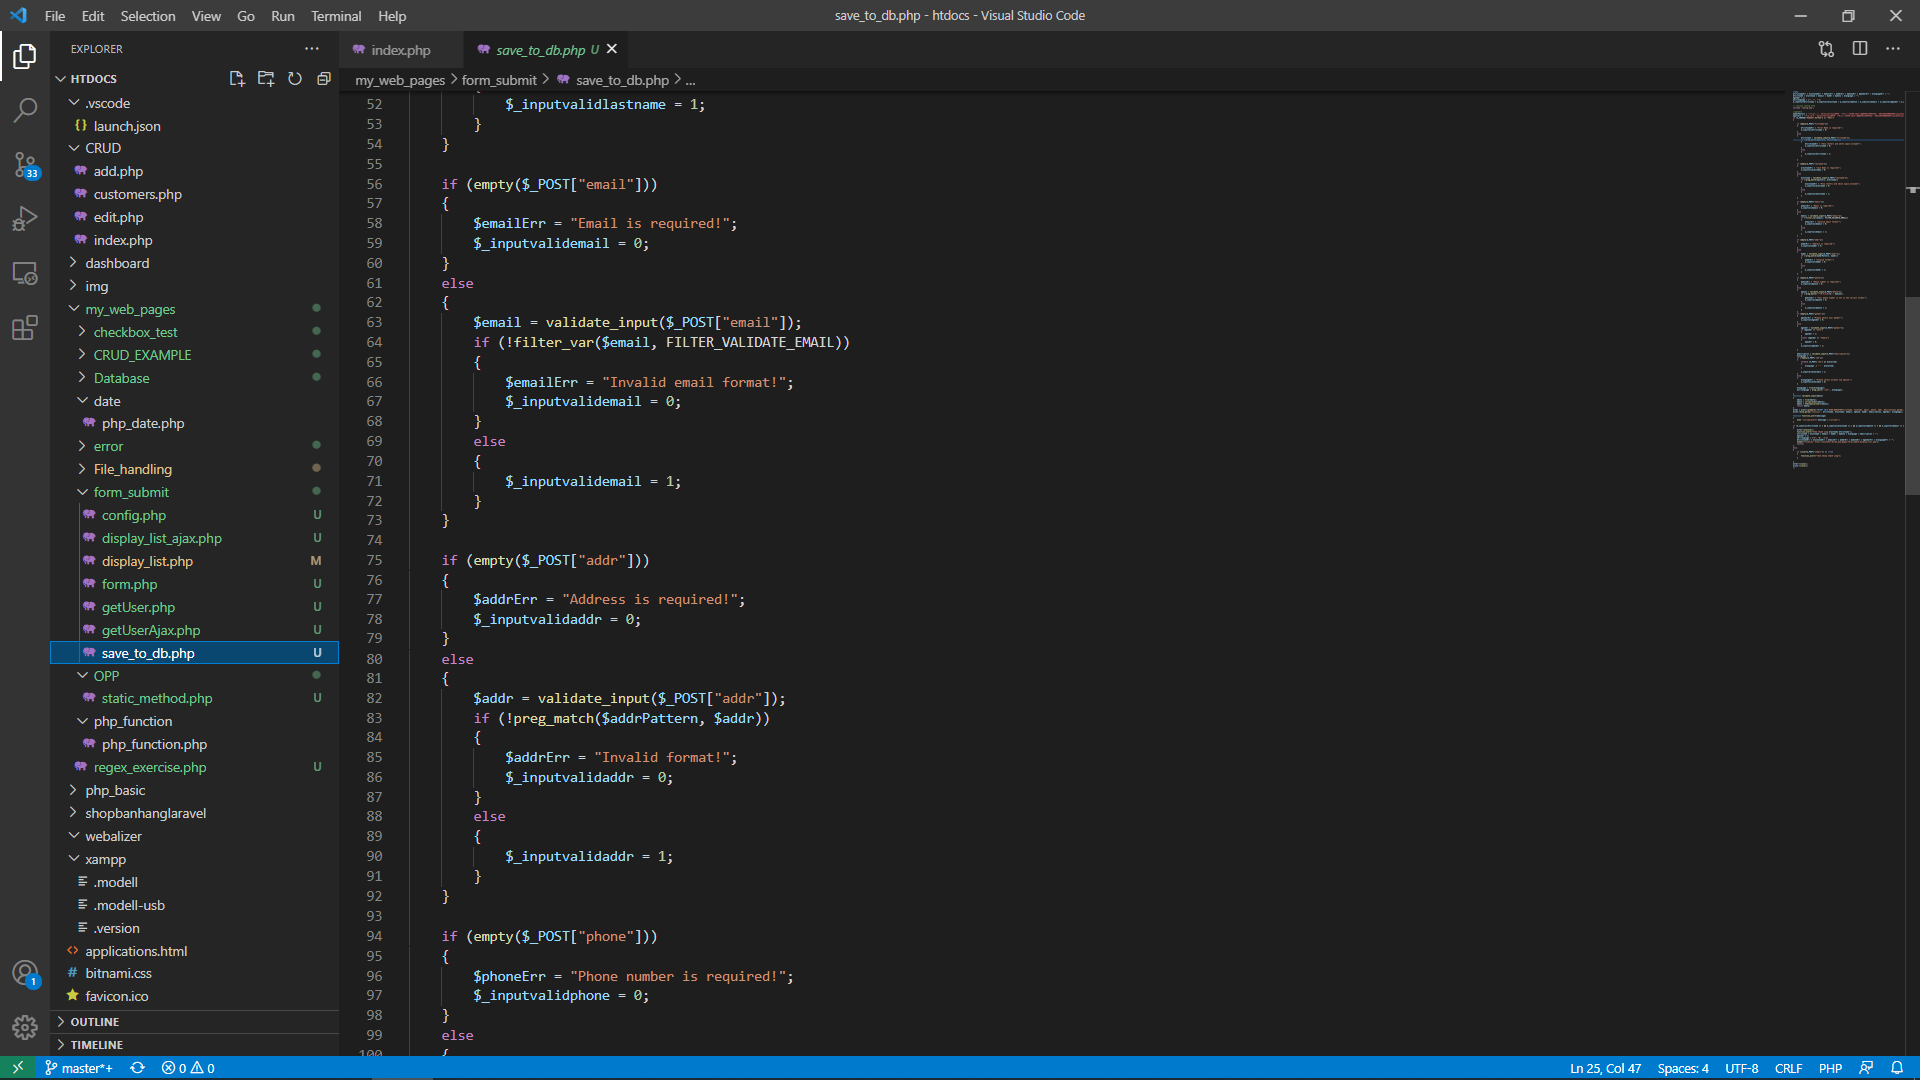 File Edit Selection View Go Run Terminal Help
save_to_db.php - htdocs - Visual Studio Code
EXPLORER
HTDOCS
.vscode
launch.json
CRUD
add.php
customers.php
edit.php
index.php
dashboard
img
my_web_pages
checkbox_test
CRUD_EXAMPLE
Database
date
php_date.php
error
File_handling
form_submit
config.php U
display_list_ajax.php U
display_list.php M
form.php U
getUser.php U
getUserAjax.php U
save_to_db.php U
OPP
static_method.php U
php_function
php_function.php
regex_exercise.php U
php_basic
shopbanhanglaravel
webalizer
xampp
.modell
.modell-usb
.version
applications.html
bitnami.css
favicon.ico
OUTLINE
TIMELINE
33
1
index.php
save_to_db.php U
my_web_pages > form_submit > save_to_db.php > ...
52 $_inputvalidlastname = 1;
53 }
54 }
55
56 if (empty($_POST["email"]))
57 {
58 $emailErr = "Email is required!";
59 $_inputvalidemail = 0;
60 }
61 else
62 {
63 $email = validate_input($_POST["email"]);
64 if (!filter_var($email, FILTER_VALIDATE_EMAIL))
65 {
66 $emailErr = "Invalid email format!";
67 $_inputvalidemail = 0;
68 }
69 else
70 {
71 $_inputvalidemail = 1;
72 }
73 }
74
75 if (empty($_POST["addr"]))
76 {
77 $addrErr = "Address is required!";
78 $_inputvalidaddr = 0;
79 }
80 else
81 {
82 $addr = validate_input($_POST["addr"]);
83 if (!preg_match($addrPattern, $addr))
84 {
85 $addrErr = "Invalid format!";
86 $_inputvalidaddr = 0;
87 }
88 else
89 {
90 $_inputvalidaddr = 1;
91 }
92 }
93
94 if (empty($_POST["phone"]))
95 {
96 $phoneErr = "Phone number is required!";
97 $_inputvalidphone = 0;
98 }
99 else
100 {
master*+ 0 0
Ln 25, Col 47 Spaces: 4 UTF-8 CRLF PHP